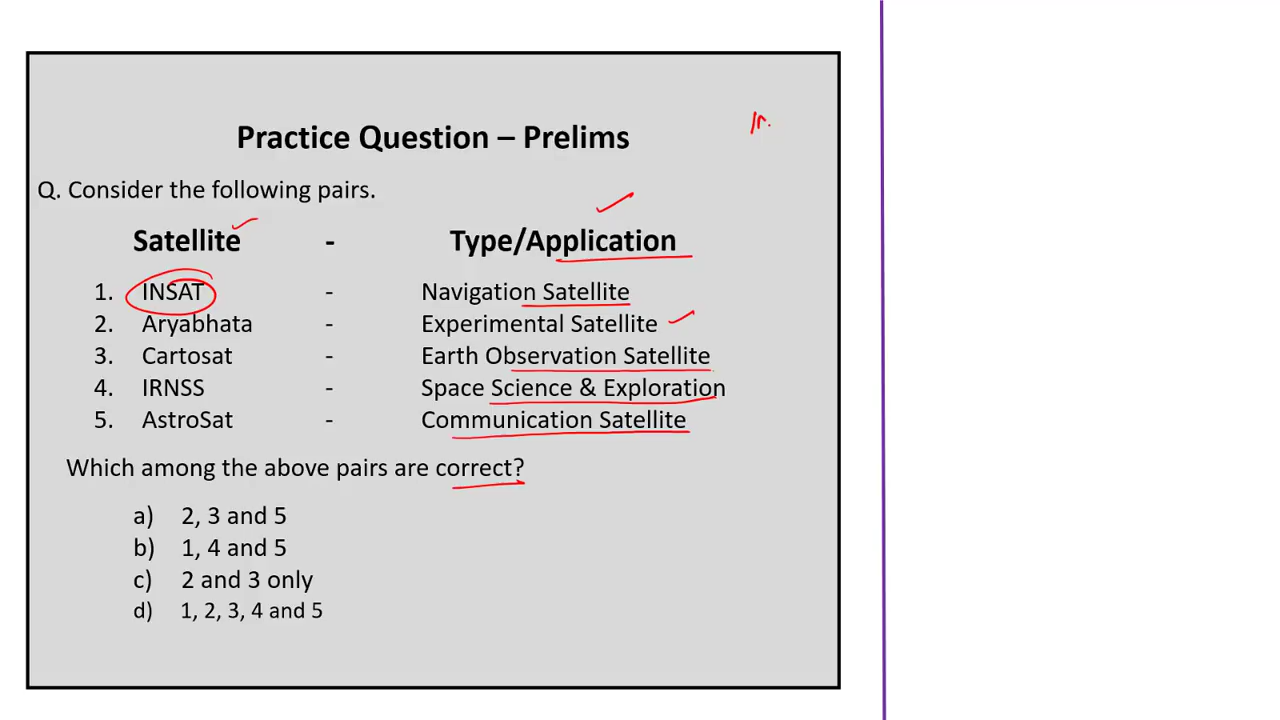 Practice Question – Prelims
Q. Consider the following pairs.
Satellite - Type/Application
1. INSAT - Navigation Satellite
2. Aryabhata - Experimental Satellite
3. Cartosat - Earth Observation Satellite
4. IRNSS - Space Science & Exploration
5. AstroSat - Communication Satellite
Which among the above pairs are correct?
a) 2, 3 and 5
b) 1, 4 and 5
c) 2 and 3 only
d) 1, 2, 3, 4 and 5